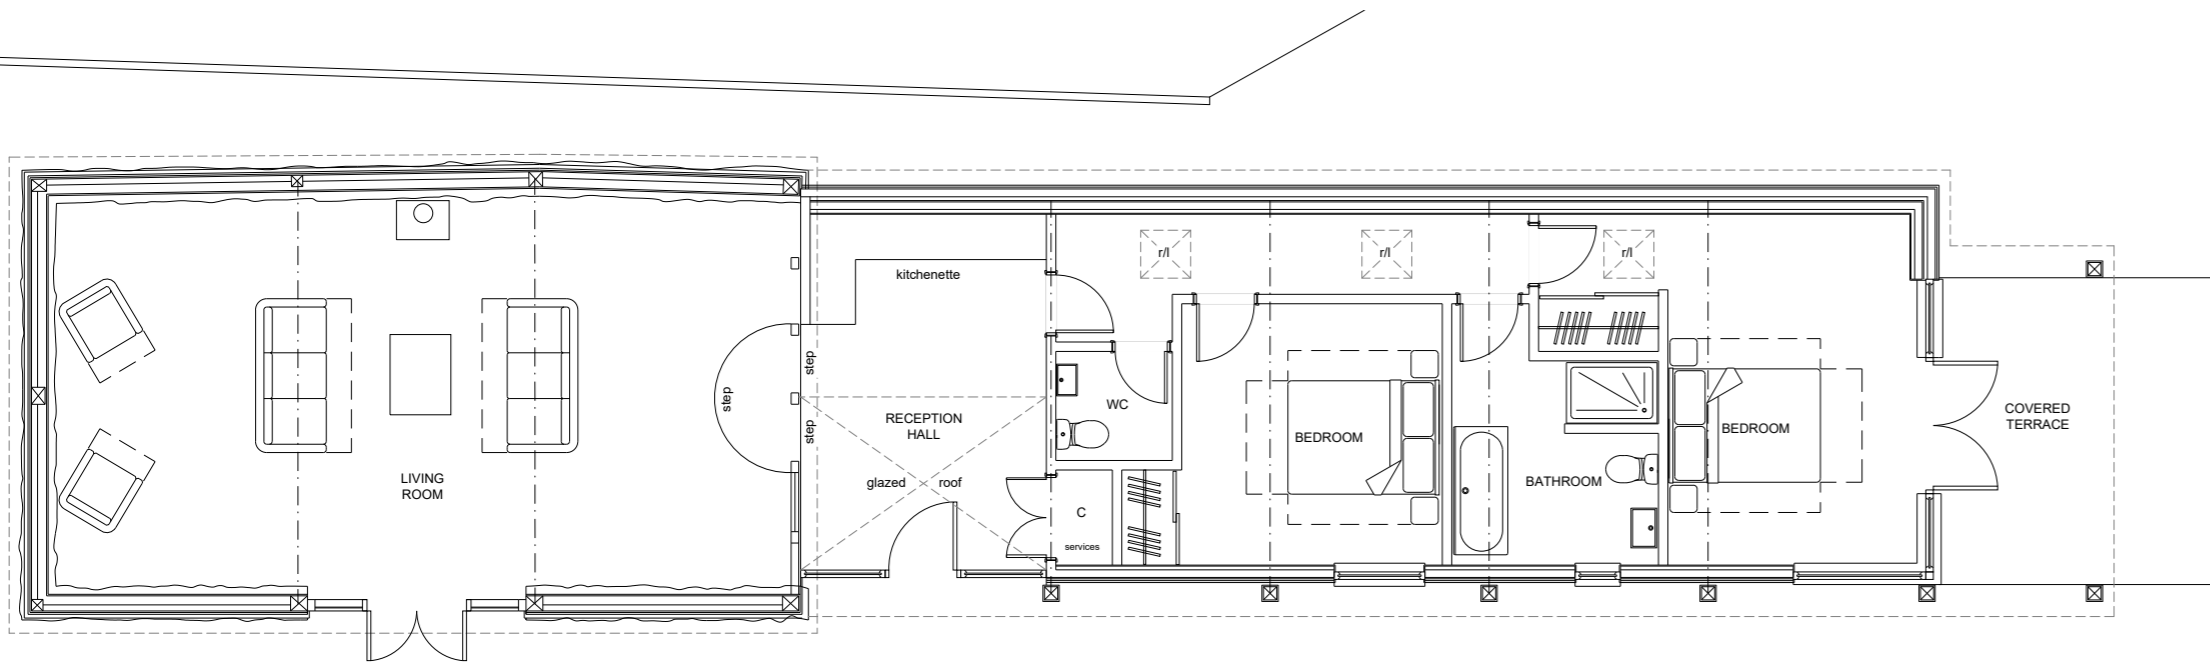 r/l
r/l
r/l
kitchenette
step
step
step
RECEPTION
HALL
glazed roof
LIVING
ROOM
WC
C
services
BEDROOM
BATHROOM
BEDROOM
COVERED
TERRACE